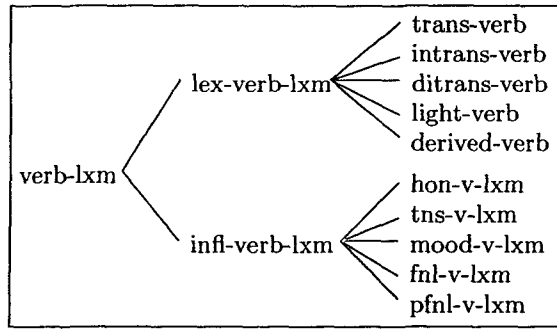 trans-verb
intrans-verb
lex-verb-lxm
ditrans-verb
light-verb
derived-verb
verb-lxm
hon-v-lxm
tns-v-lxm
infl-verb-lxm
mood-v-lxm
fnl-v-lxm
pfnl-v-lxm